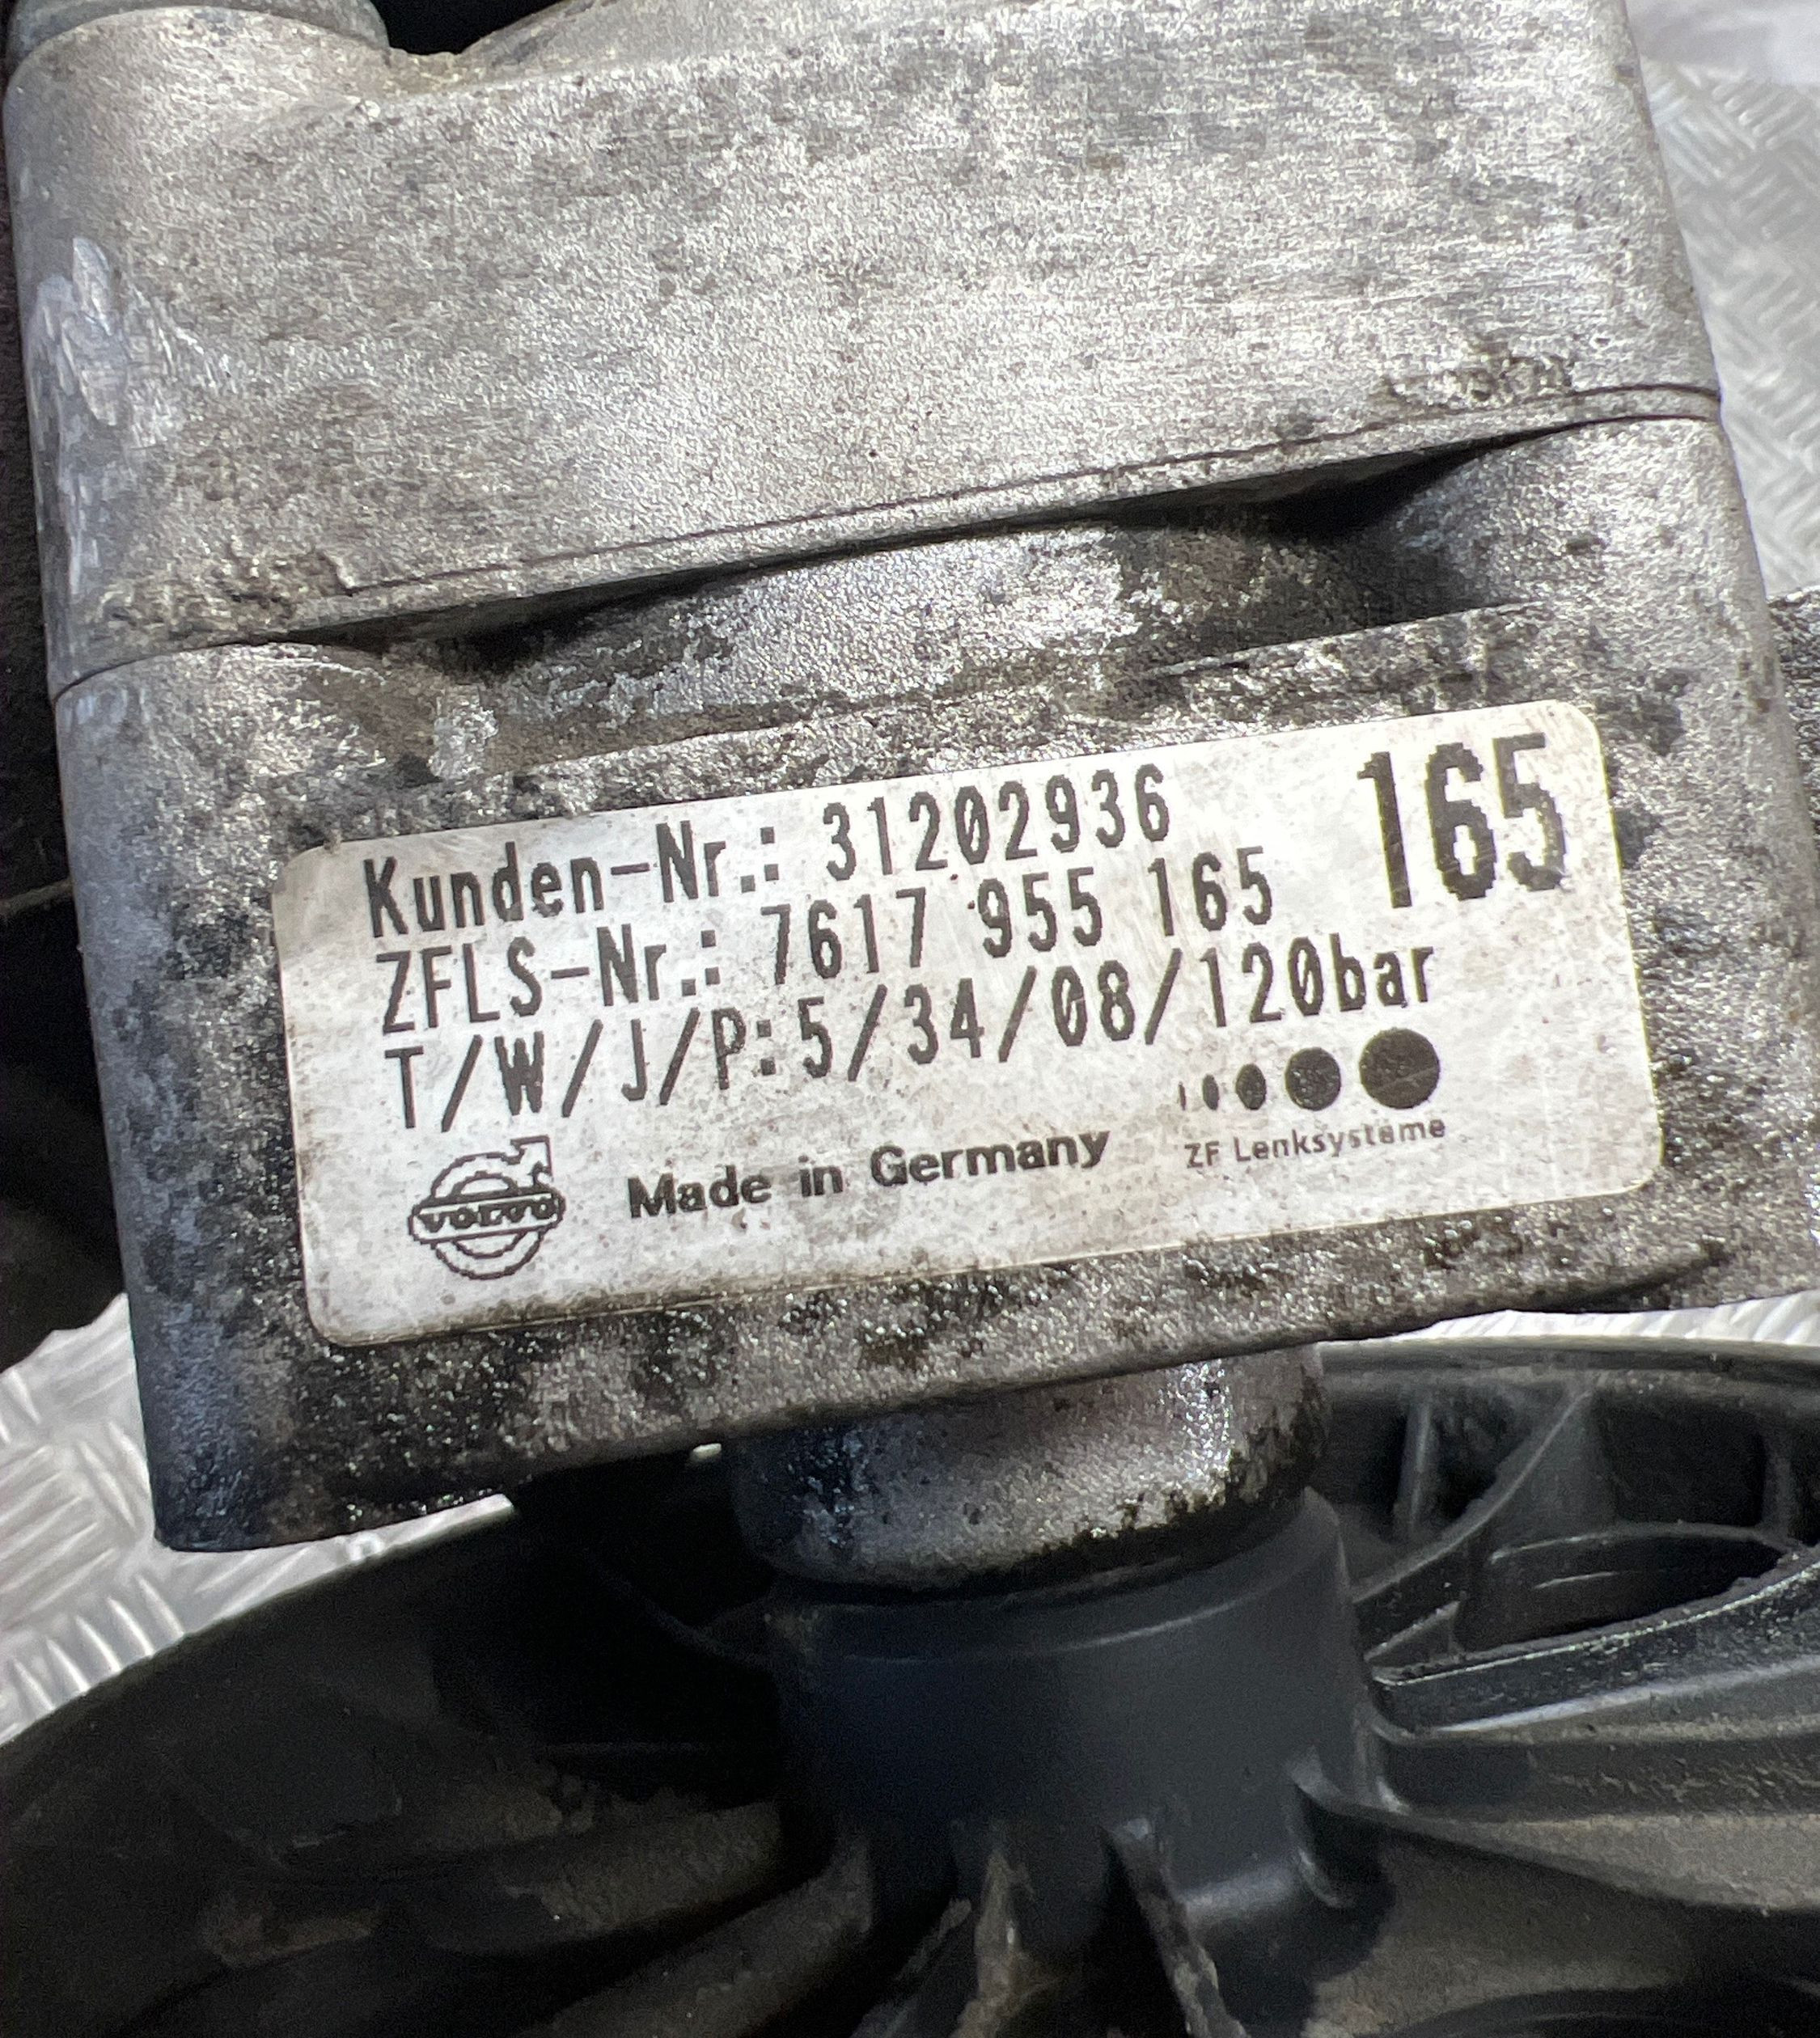 Kunden-Nr.: 31202936
165
ZFLS-Nr.: 7617 955 165
T/W/J/P:5/34/08/120bar
VOLVO
Made in Germany
ZF Lenksysteme